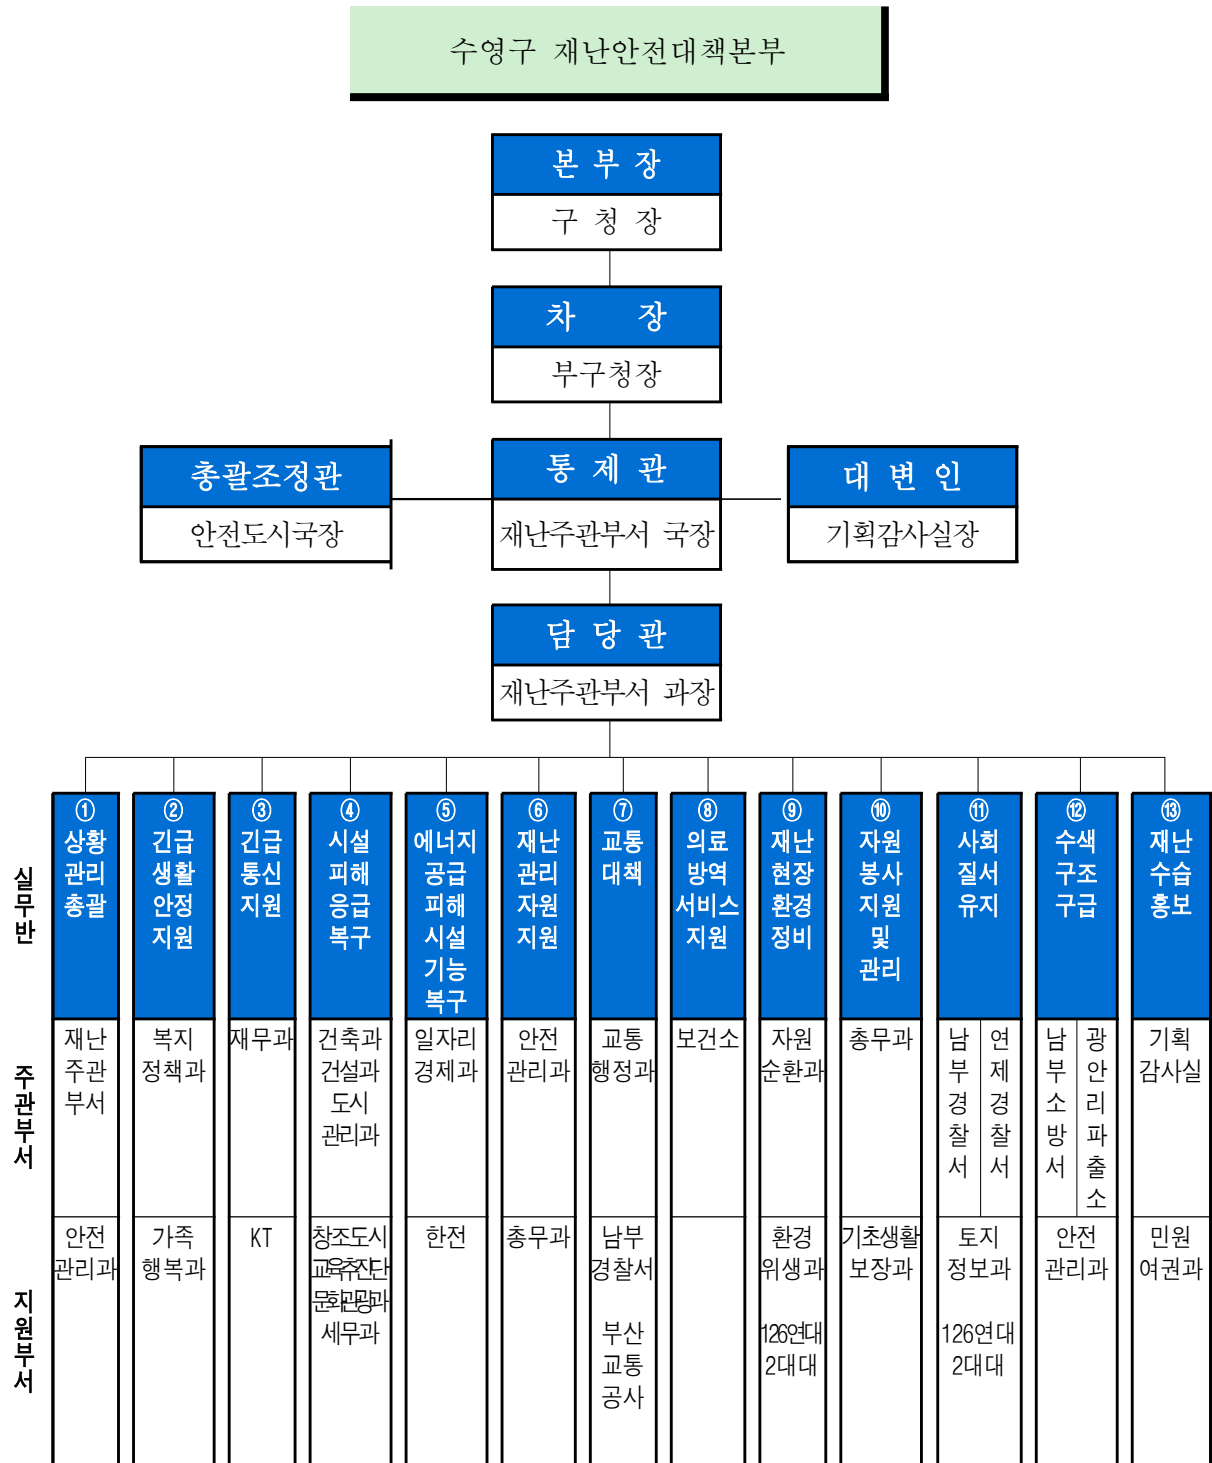 수영구 재난안전대책본부
본 부 장
구 청 장
차 장
부구청장
총괄조정관
안전도시국장
통 제 관
재난주관부서 국장
대 변 인
기획감사실장
담 당 관
재난주관부서 과장
실무반
①
상황
관리
총괄
②
긴급
생활
안정
지원
③
긴급
통신
지원
④
시설
피해
응급
복구
⑤
에너지
공급
피해
시설
기능
복구
⑥
재난
관리
자원
지원
⑦
교통
대책
⑧
의료
방역
서비스
지원
⑨
재난
현장
환경
정비
⑩
자원
봉사
지원
및
관리
⑪
사회
질서
유지
⑫
수색
구조
구급
⑬
재난
수습
홍보
주관부서
재난
주관
부서
복지
정책과
재무과
건축과
건설과
도시
관리과
일자리
경제과
안전
관리과
교통
행정과
보건소
자원
순환과
총무과
남부경찰서
연제경찰서
남부소방서
광안리파출소
기획
감사실
지원부서
안전
관리과
가족
행복과
KT
창조도시
교육추진단
문화관광과
세무과
한전
총무과
남부
경찰서
부산
교통
공사
환경
위생과
126연대
2대대
기초생활
보장과
토지
정보과
126연대
2대대
안전
관리과
민원
여권과